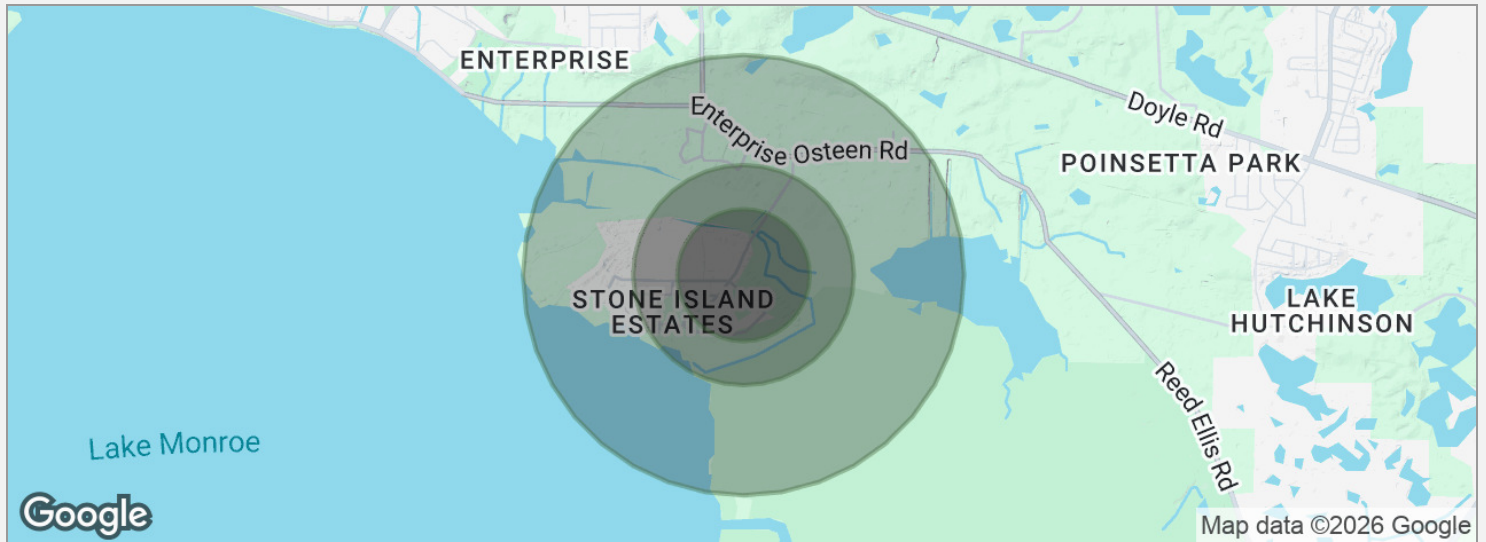 ENTERPRISE
Enterprise Osteen Rd
Doyle Rd
POINSETTA PARK
STONE ISLAND
ESTATES
LAKE
HUTCHINSON
Reed Ellis Rd
Lake Monroe
Google
Map data ©2026 Google